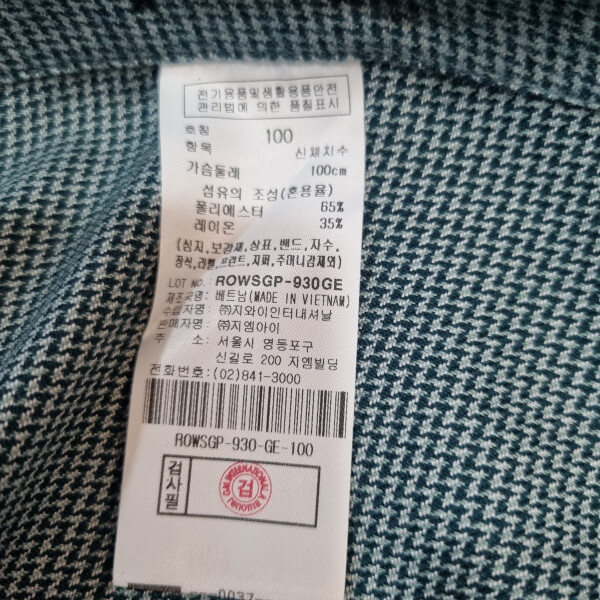 전기용품및생활용품안전
관리법에 의한 품질표시
호칭 100
항목 신체치수
가슴둘레 100cm
섬유의 조성(혼용율)
폴리에스터 65%
레이온 35%
(심지,보강재,상표,밴드,자수,
장식,라벨,프린트,지퍼,주머니감제외)
LOT NO.: ROWSGP-930GE
제조국명: 베트남(MADE IN VIETNAM)
수입자명: ㈜지와이인터내셔날
판매자명: ㈜지엠아이
주 소: 서울시 영등포구
신길로 200 지엠빌딩
전화번호: (02)841-3000
ROWSGP-930-GE-100
검사필
검
0037